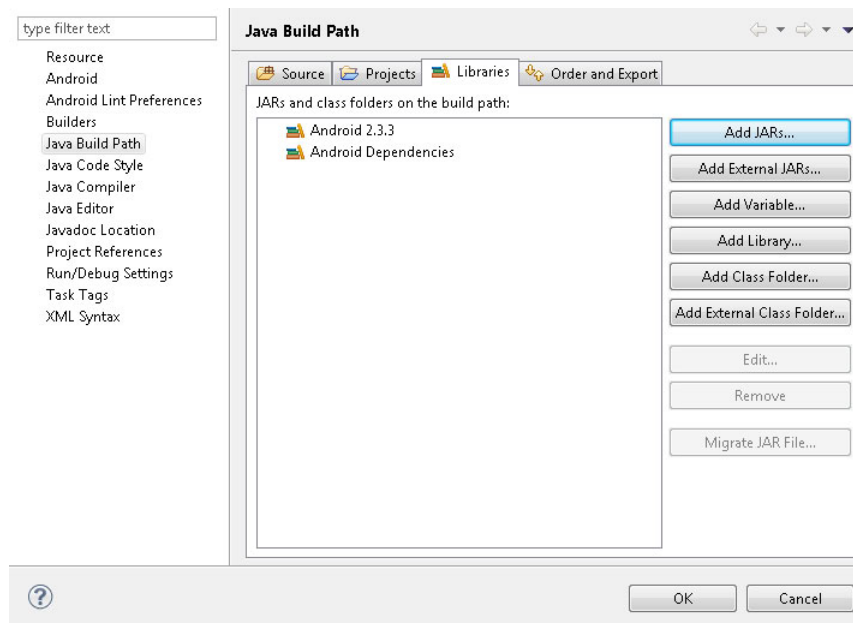 type filter text
Resource
Android
Android Lint Preferences
Builders
Java Build Path
Java Code Style
Java Compiler
Java Editor
Javadoc Location
Project References
Run/Debug Settings
Task Tags
XML Syntax
Java Build Path
Source Projects Libraries Order and Export
JARs and class folders on the build path:
Android 2.3.3
Android Dependencies
Add JARs...
Add External JARs...
Add Variable...
Add Library...
Add Class Folder...
Add External Class Folder...
Edit...
Remove
Migrate JAR File...
?
OK Cancel